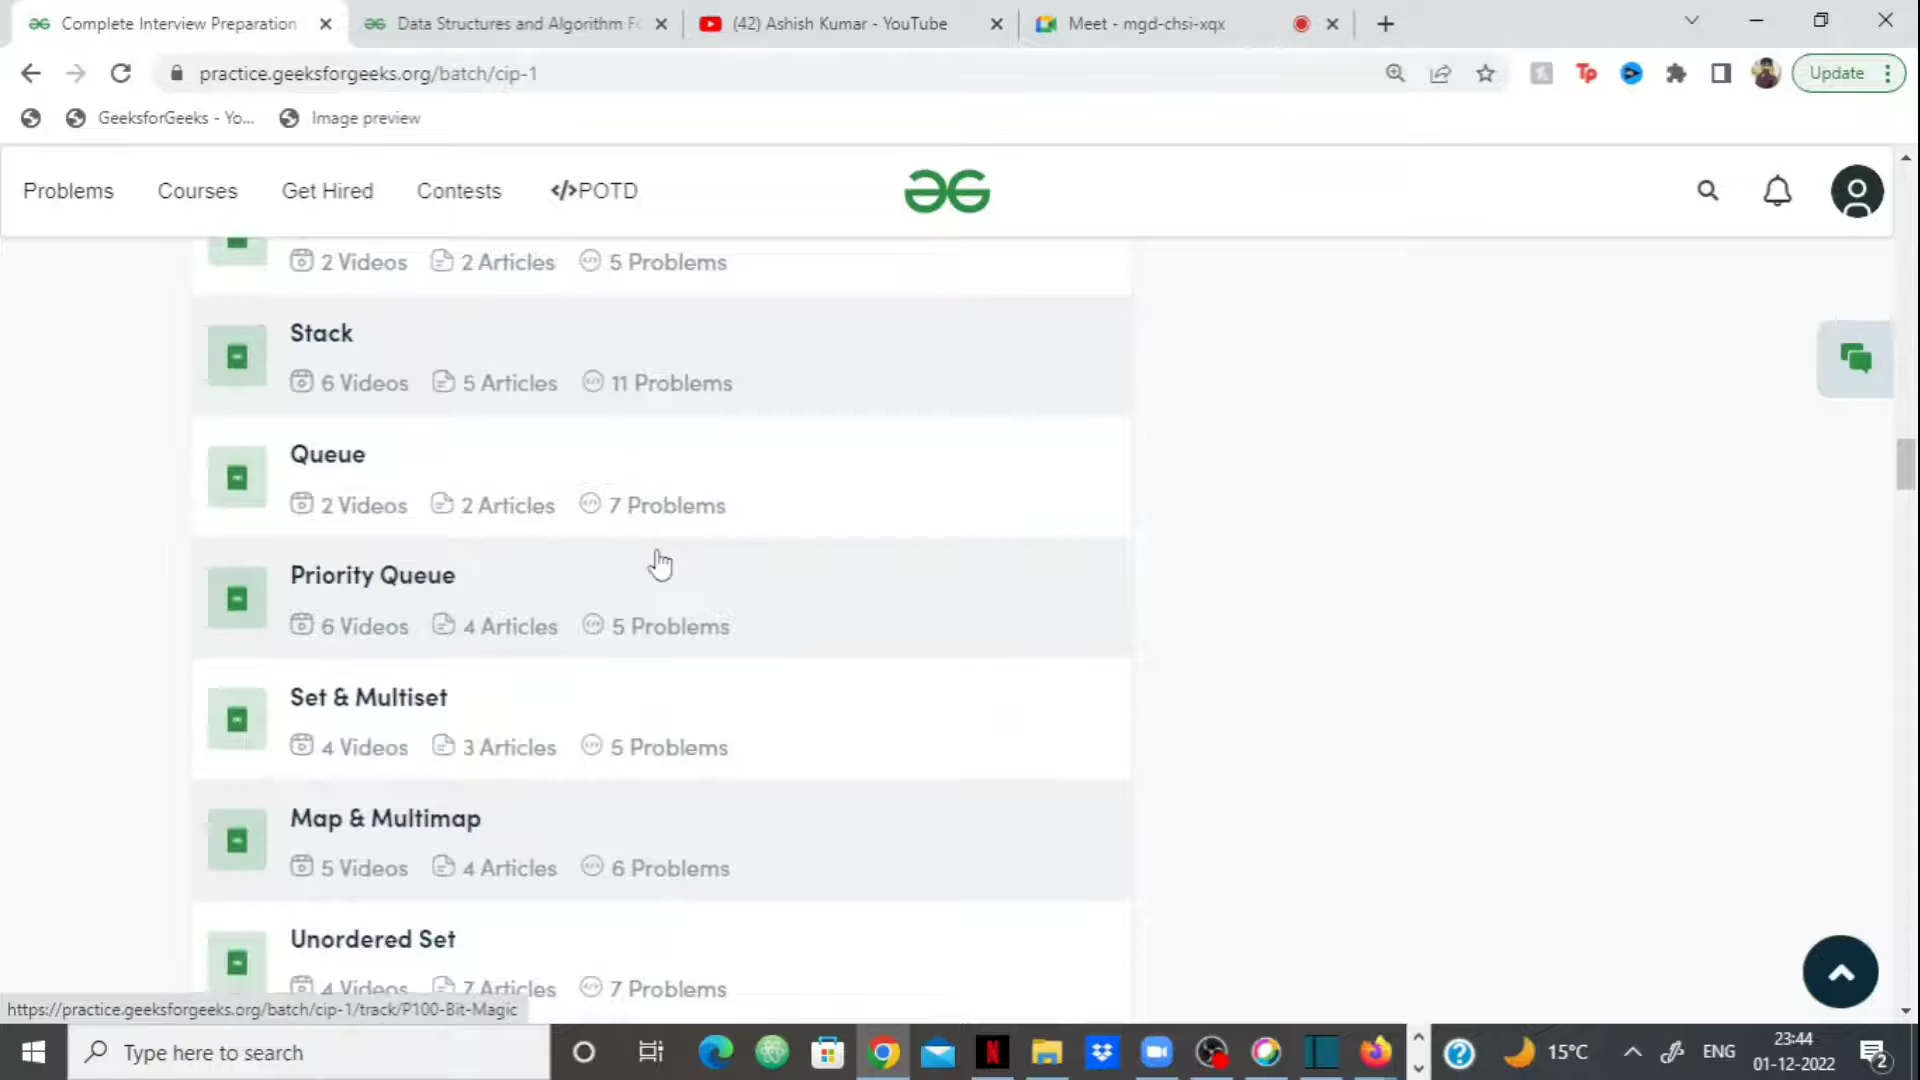 Complete Interview Preparation
Data Structures and Algorithm Fo
(42) Ashish Kumar - YouTube
Meet - mgd-chsi-xqx
practice.geeksforgeeks.org/batch/cip-1
Tp
Update
GeeksforGeeks - Yo...
Image preview
Problems
Courses
Get Hired
Contests
</>POTD
2 Videos 2 Articles 5 Problems
Stack
6 Videos 5 Articles 11 Problems
Queue
2 Videos 2 Articles 7 Problems
Priority Queue
6 Videos 4 Articles 5 Problems
Set & Multiset
4 Videos 3 Articles 5 Problems
Map & Multimap
5 Videos 4 Articles 6 Problems
Unordered Set
4 Videos 7 Articles 7 Problems
https://practice.geeksforgeeks.org/batch/cip-1/track/P100-Bit-Magic
Type here to search
N
15°C
ENG
23:44
01-12-2022
2